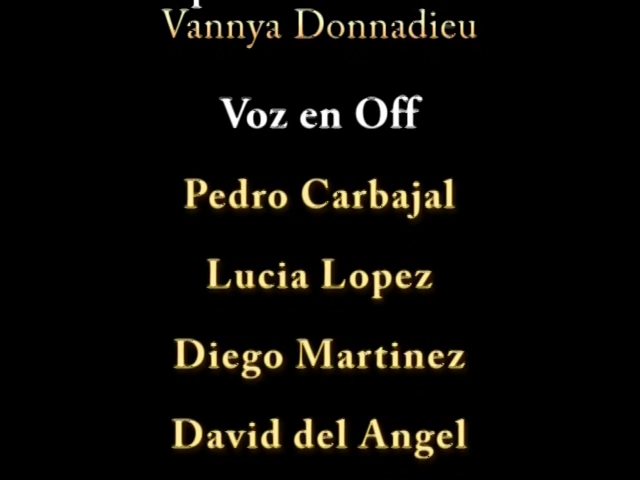 Vannya Donnadieu
Voz en Off
Pedro Carbajal
Lucia Lopez
Diego Martinez
David del Angel